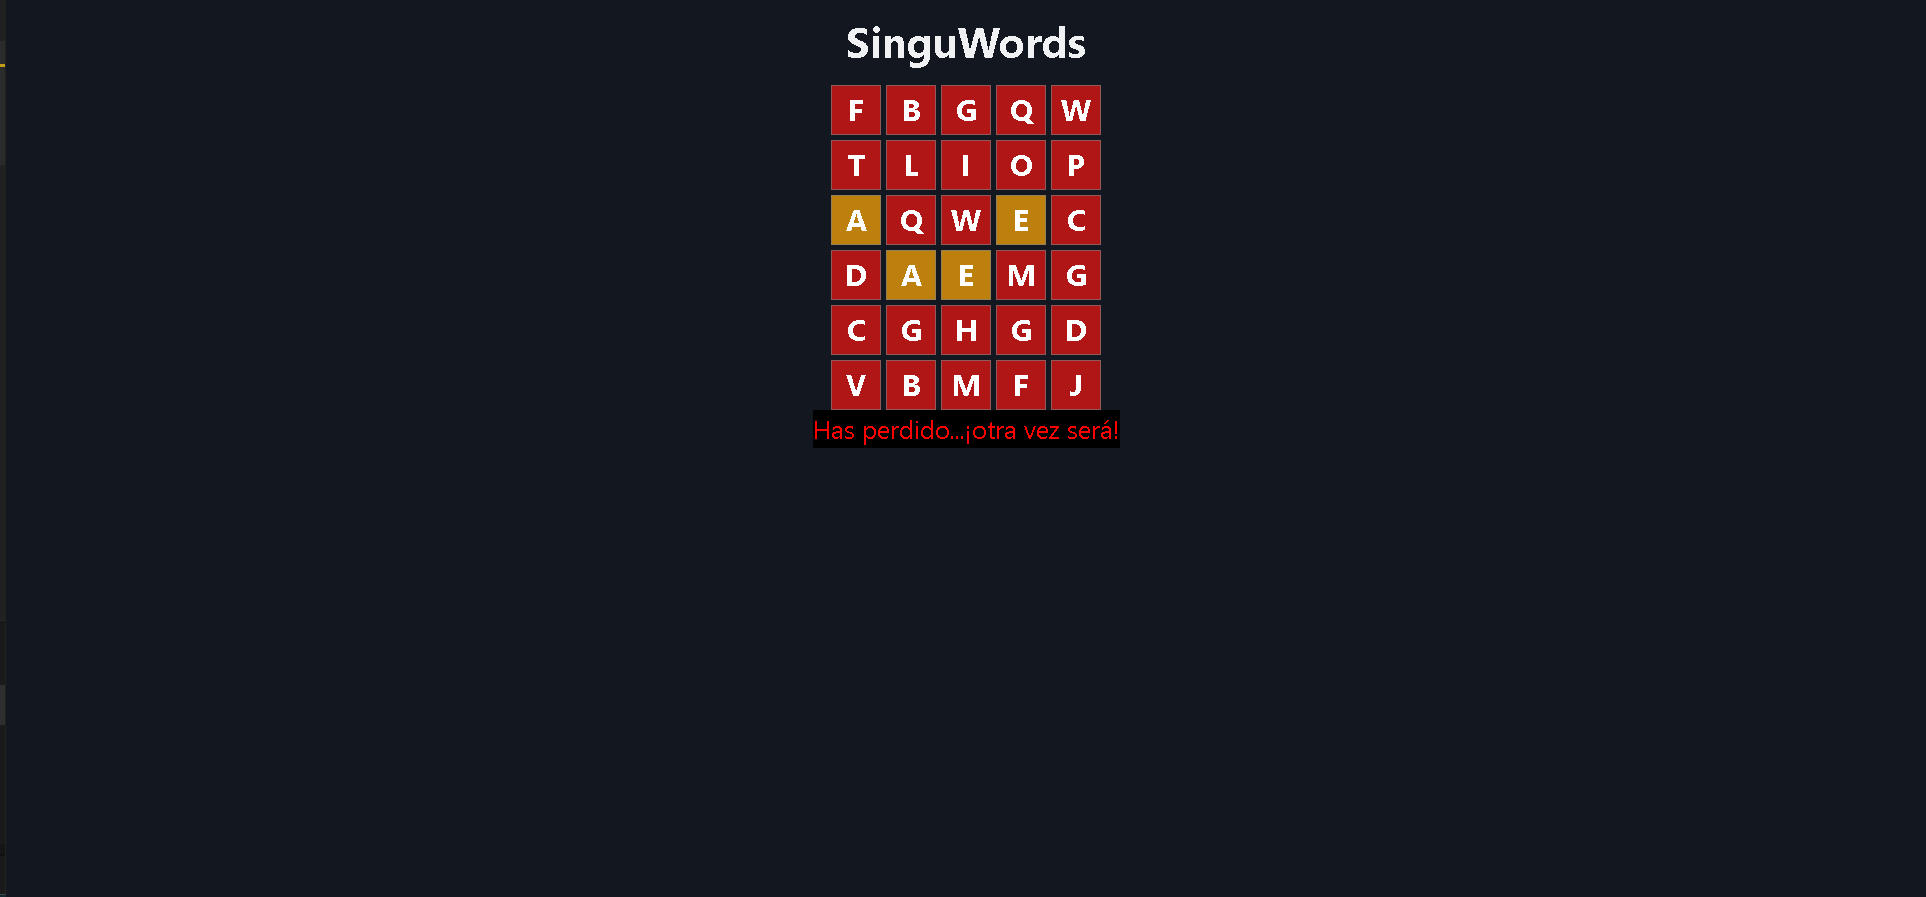 SinguWords
F B G Q W
T L I O P
A Q W E C
D A E M G
C G H G D
V B M F J
Has perdido...¡otra vez será!